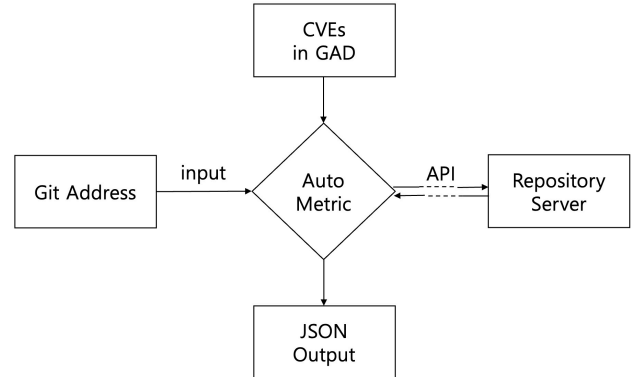 CVEs
in GAD
Git Address
input
Auto
Metric
API
Repository
Server
JSON
Output